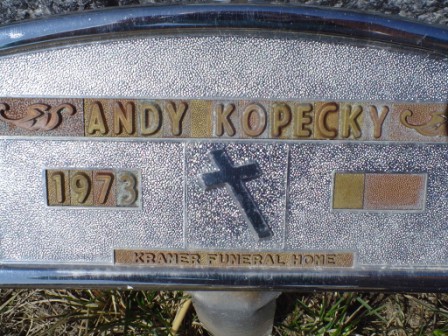 ANDY KOPECKY
1973
KRAMER FUNERAL HOME